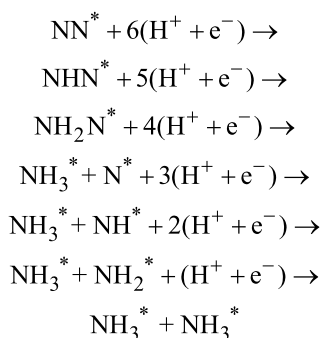 NN* + 6(H⁺ + e⁻) →
NHN* + 5(H⁺ + e⁻) →
NH₂N* + 4(H⁺ + e⁻) →
NH₃* + N* + 3(H⁺ + e⁻) →
NH₃* + NH* + 2(H⁺ + e⁻) →
NH₃* + NH₂* + (H⁺ + e⁻) →
NH₃* + NH₃*